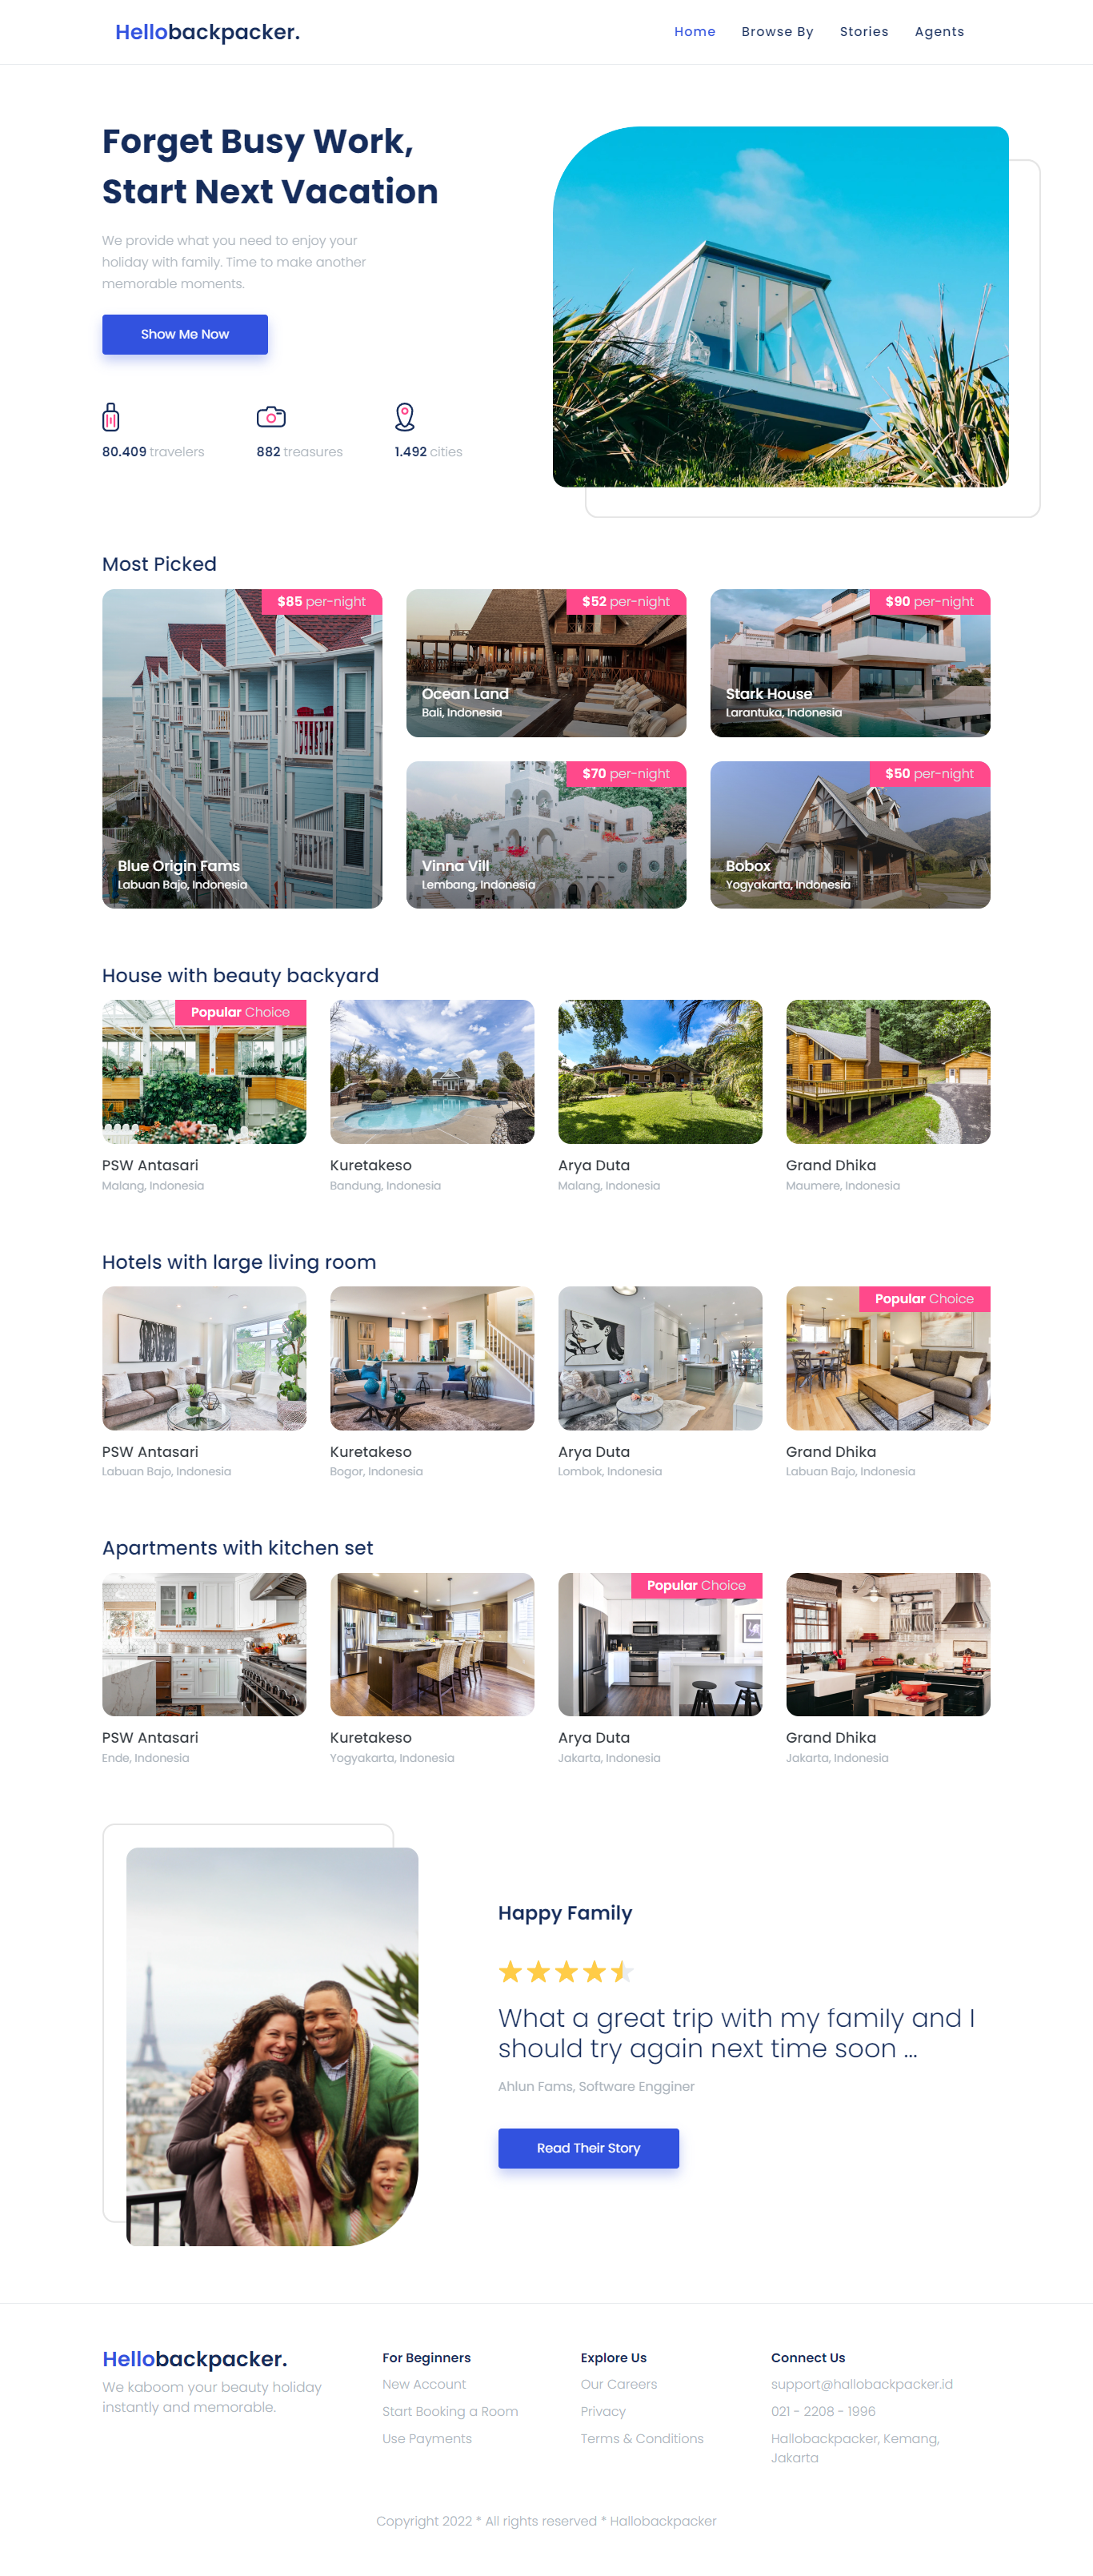 Hellobackpacker.
Home Browse By Stories Agents
Forget Busy Work,
Start Next Vacation
We provide what you need to enjoy your
holiday with family. Time to make another
memorable moments.
Show Me Now
80.409 travelers
882 treasures
1.492 cities
Most Picked
$85 per-night
Blue Origin Fams
Labuan Bajo, Indonesia
$52 per-night
Ocean Land
Bali, Indonesia
$90 per-night
Stark House
Larantuka, Indonesia
$70 per-night
Vinna Vill
Lembang, Indonesia
$50 per-night
Bobox
Yogyakarta, Indonesia
House with beauty backyard
Popular Choice
PSW Antasari
Malang, Indonesia
Kuretakeso
Bandung, Indonesia
Arya Duta
Malang, Indonesia
Grand Dhika
Maumere, Indonesia
Hotels with large living room
PSW Antasari
Labuan Bajo, Indonesia
Kuretakeso
Bogor, Indonesia
Arya Duta
Lombok, Indonesia
Popular Choice
Grand Dhika
Labuan Bajo, Indonesia
Apartments with kitchen set
PSW Antasari
Ende, Indonesia
Kuretakeso
Yogyakarta, Indonesia
Popular Choice
Arya Duta
Jakarta, Indonesia
Grand Dhika
Jakarta, Indonesia
Happy Family
What a great trip with my family and I
should try again next time soon ...
Ahlun Fams, Software Engginer
Read Their Story
Hellobackpacker.
We kaboom your beauty holiday
instantly and memorable.
For Beginners
New Account
Start Booking a Room
Use Payments
Explore Us
Our Careers
Privacy
Terms & Conditions
Connect Us
support@hallobackpacker.id
021 - 2208 - 1996
Hallobackpacker, Kemang,
Jakarta
Copyright 2022 * All rights reserved * Hallobackpacker